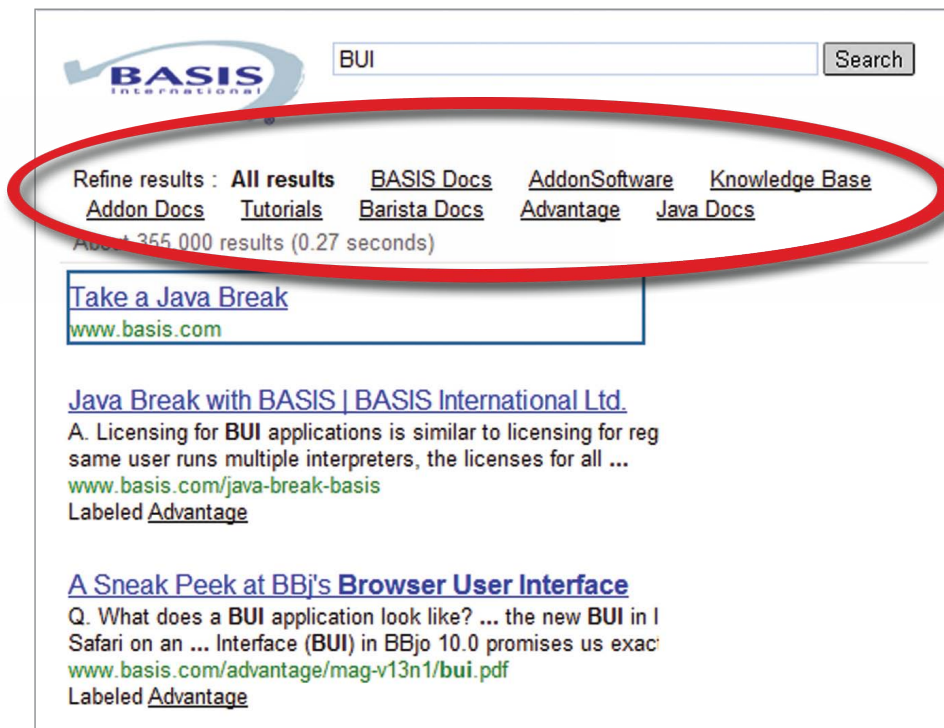 BASIS
International
®
BUI
Search
Refine results : All results BASIS Docs AddonSoftware Knowledge Base
Addon Docs Tutorials Barista Docs Advantage Java Docs
About 355,000 results (0.27 seconds)
Take a Java Break
www.basis.com
Java Break with BASIS | BASIS International Ltd.
A. Licensing for BUI applications is similar to licensing for reg
same user runs multiple interpreters, the licenses for all ...
www.basis.com/java-break-basis
Labeled Advantage
A Sneak Peek at BBj's Browser User Interface
Q. What does a BUI application look like? ... the new BUI in
Safari on an ... Interface (BUI) in BBjo 10.0 promises us exac
www.basis.com/advantage/mag-v13n1/bui.pdf
Labeled Advantage